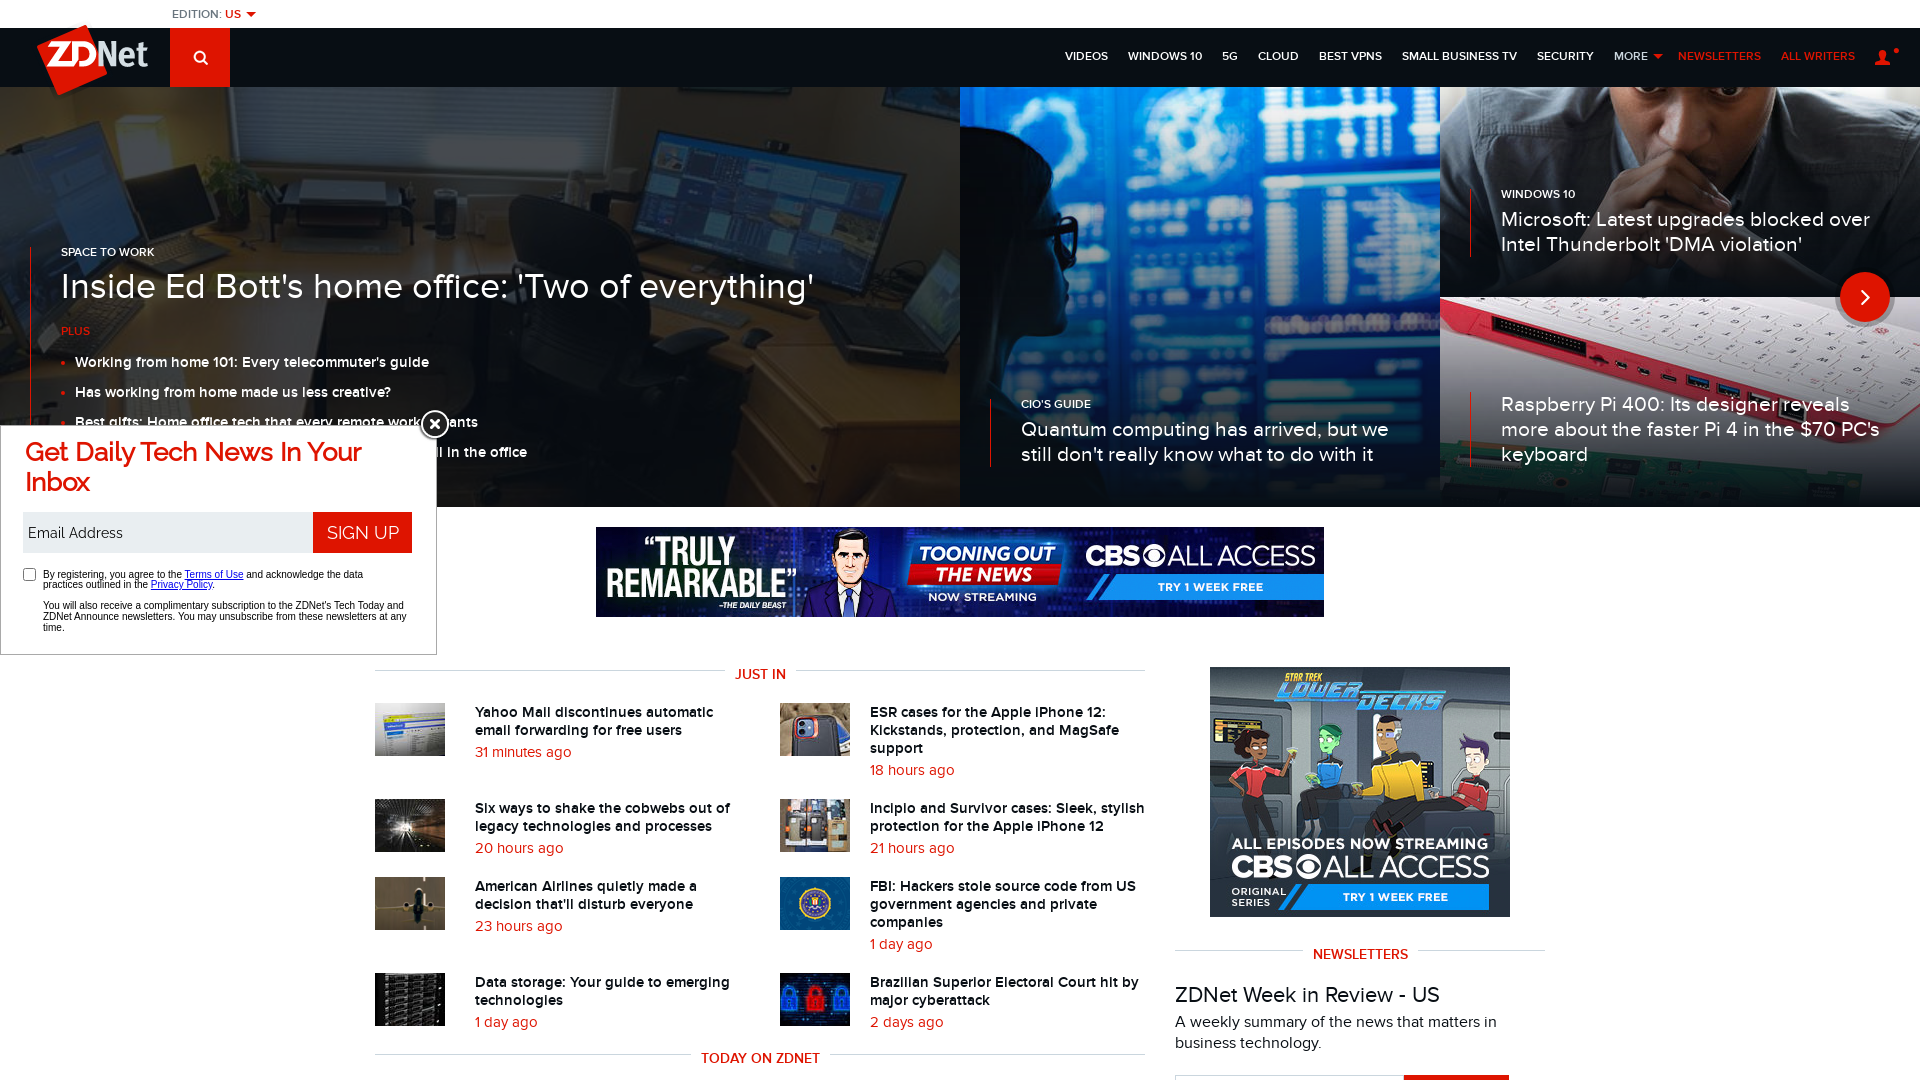 EDITION: US
ZDNet
VIDEOS WINDOWS 10 5G CLOUD BEST VPNS SMALL BUSINESS TV SECURITY MORE NEWSLETTERS ALL WRITERS
SPACE TO WORK
Inside Ed Bott's home office: 'Two of everything'
PLUS
Working from home 101: Every telecommuter's guide
Has working from home made us less creative?
Best gifts: Home office tech that every remote work ants
ll in the office
CIO'S GUIDE
Quantum computing has arrived, but we
still don't really know what to do with it
WINDOWS 10
Microsoft: Latest upgrades blocked over
Intel Thunderbolt 'DMA violation'
Raspberry Pi 400: Its designer reveals
more about the faster Pi 4 in the $70 PC's
keyboard
Get Daily Tech News In Your
Inbox
Email Address
SIGN UP
By registering, you agree to the Terms of Use and acknowledge the data
practices outlined in the Privacy Policy.
You will also receive a complimentary subscription to the ZDNet's Tech Today and
ZDNet Announce newsletters. You may unsubscribe from these newsletters at any
time.
"TRULY
REMARKABLE"
-THE DAILY BEAST
TOONING OUT
THE NEWS
NOW STREAMING
CBS ALL ACCESS
TRY 1 WEEK FREE
JUST IN
Yahoo Mail discontinues automatic
email forwarding for free users
31 minutes ago
ESR cases for the Apple iPhone 12:
Kickstands, protection, and MagSafe
support
18 hours ago
Six ways to shake the cobwebs out of
legacy technologies and processes
20 hours ago
Incipio and Survivor cases: Sleek, stylish
protection for the Apple iPhone 12
21 hours ago
American Airlines quietly made a
decision that'll disturb everyone
23 hours ago
FBI: Hackers stole source code from US
government agencies and private
companies
1 day ago
Data storage: Your guide to emerging
technologies
1 day ago
Brazilian Superior Electoral Court hit by
major cyberattack
2 days ago
TODAY ON ZDNET
STAR TREK
LOWER DECKS
ALL EPISODES NOW STREAMING
CBS ALL ACCESS
ORIGINAL
SERIES
TRY 1 WEEK FREE
NEWSLETTERS
ZDNet Week in Review - US
A weekly summary of the news that matters in
business technology.